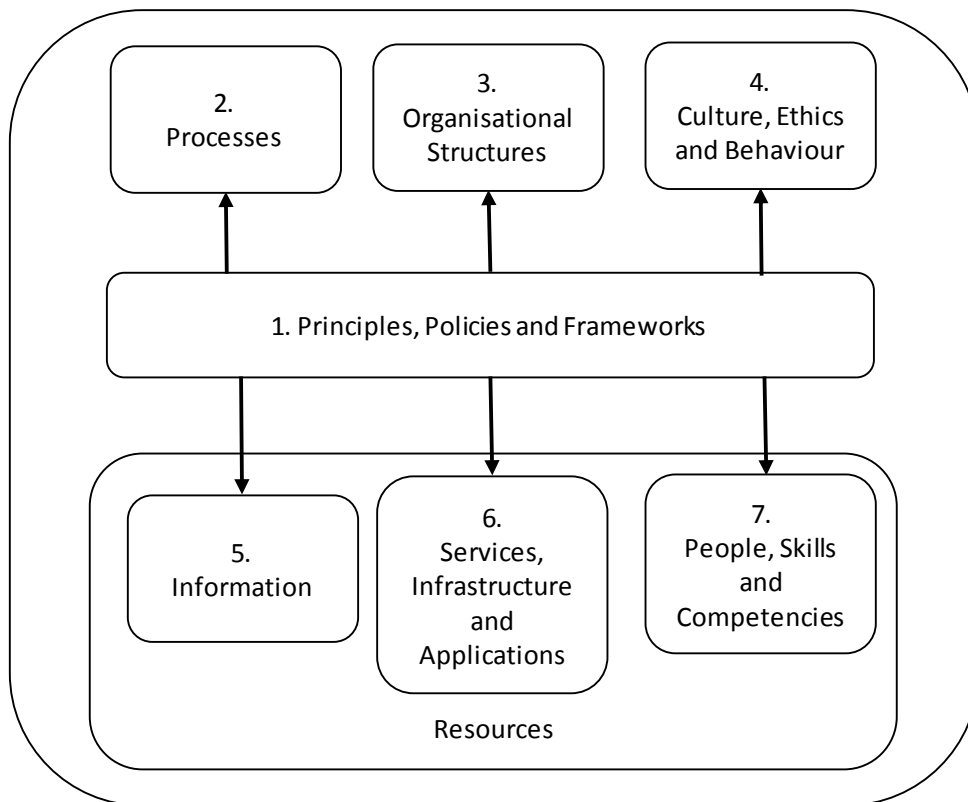 2.
Processes
3.
Organisational
Structures
4.
Culture, Ethics
and Behaviour
1. Principles, Policies and Frameworks
5.
Information
6.
Services,
Infrastructure
and
Applications
7.
People, Skills
and
Competencies
Resources